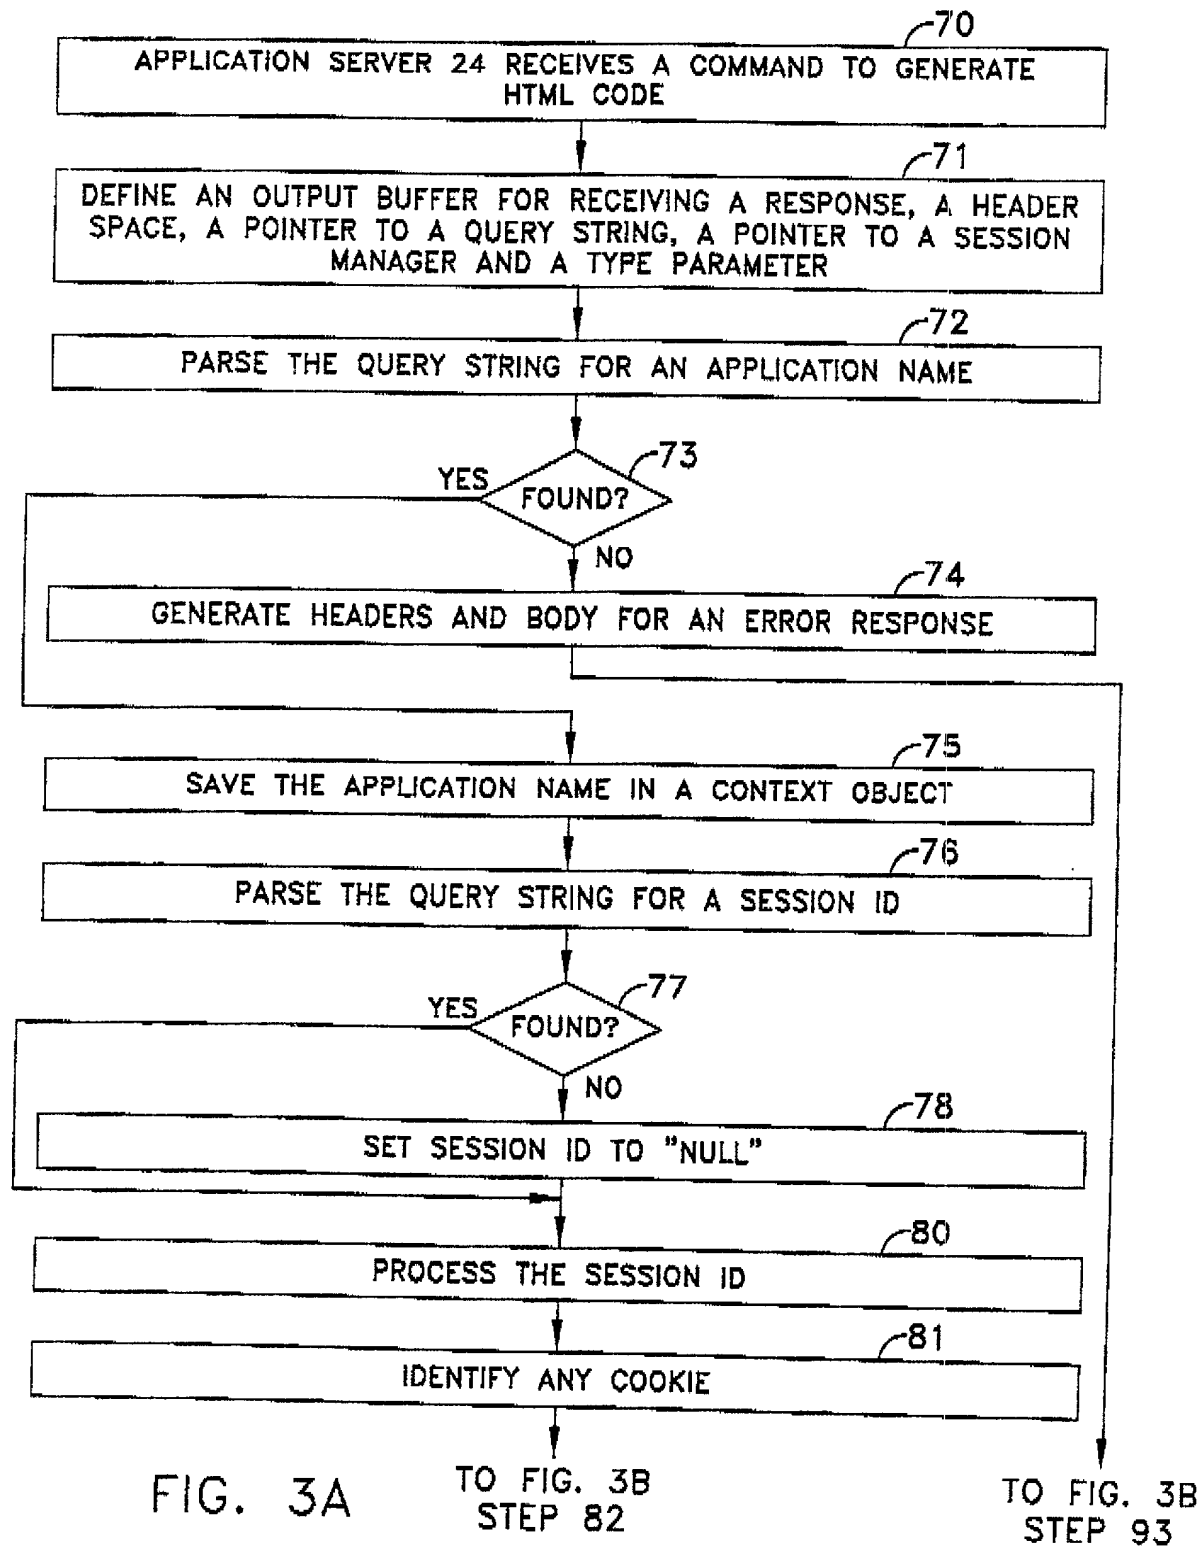 70
APPLICATION SERVER 24 RECEIVES A COMMAND TO GENERATE
HTML CODE
71
DEFINE AN OUTPUT BUFFER FOR RECEIVING A RESPONSE, A HEADER
SPACE, A POINTER TO A QUERY STRING, A POINTER TO A SESSION
MANAGER AND A TYPE PARAMETER
72
PARSE THE QUERY STRING FOR AN APPLICATION NAME
73
YES
FOUND?
NO
74
GENERATE HEADERS AND BODY FOR AN ERROR RESPONSE
75
SAVE THE APPLICATION NAME IN A CONTEXT OBJECT
76
PARSE THE QUERY STRING FOR A SESSION ID
77
YES
FOUND?
NO
78
SET SESSION ID TO "NULL"
80
PROCESS THE SESSION ID
81
IDENTIFY ANY COOKIE
FIG. 3A
TO FIG. 3B
STEP 82
TO FIG. 3B
STEP 93